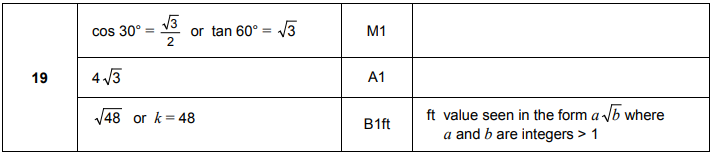 19
cos 30° = √3/2 or tan 60° = √3 M1
4√3 A1
√48 or k = 48 B1ft ft value seen in the form a√b where
a and b are integers > 1